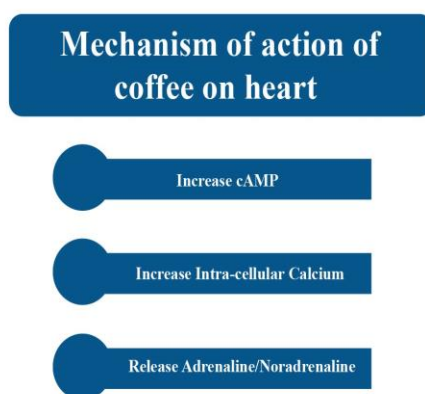 Mechanism of action of
coffee on heart
Increase cAMP
Increase Intra-cellular Calcium
Release Adrenaline/Noradrenaline